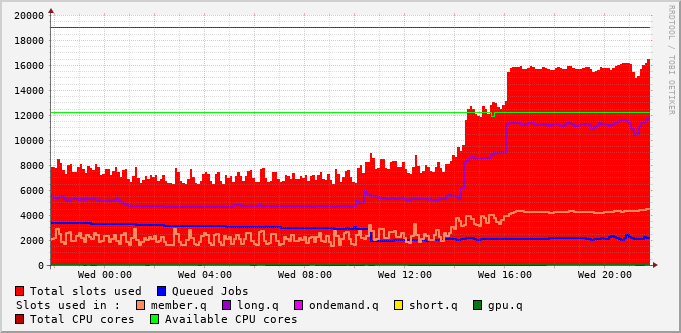 20000
18000
16000
14000
12000
10000
8000
6000
4000
2000
0
Wed 00:00 Wed 04:00 Wed 08:00 Wed 12:00 Wed 16:00 Wed 20:00
Total slots used Queued Jobs
Slots used in : member.q long.q ondemand.q short.q gpu.q
Total CPU cores Available CPU cores
RRDTOOL / TOBI OETIKER